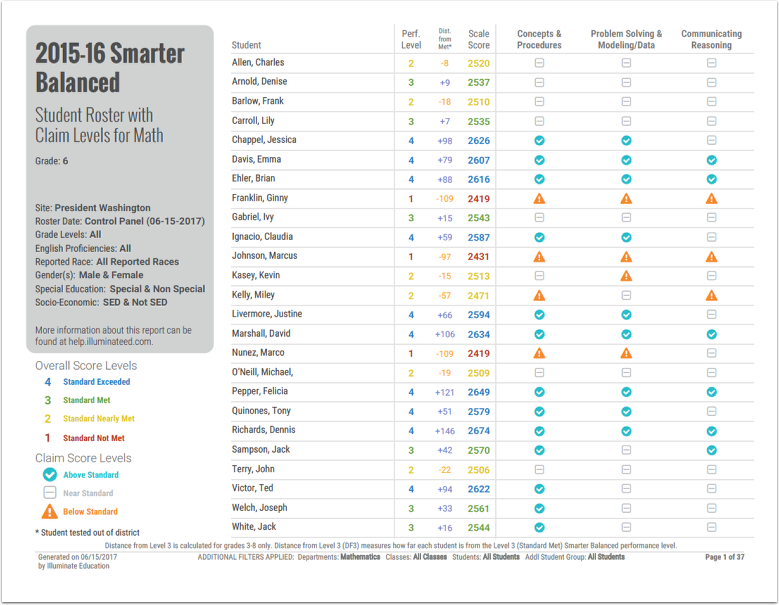 2015-16 Smarter
Balanced
Student Roster with
Claim Levels for Math
Grade: 6
Site: President Washington
Roster Date: Control Panel (06-15-2017)
Grade Levels: All
English Proficiencies: All
Reported Race: All Reported Races
Gender(s): Male & Female
Special Education: Special & Non Special
Socio-Economic: SED & Not SED
More information about this report can be
found at help.illuminateed.com.
Overall Score Levels
4 Standard Exceeded
3 Standard Met
2 Standard Nearly Met
1 Standard Not Met
Claim Score Levels
Above Standard
Near Standard
Below Standard
* Student tested out of district
Student Perf. Level Dist. from Met* Scale Score Concepts & Procedures Problem Solving & Modeling/Data Communicating Reasoning
Allen, Charles 2 -8 2520
Arnold, Denise 3 +9 2537
Barlow, Frank 2 -18 2510
Carroll, Lily 3 +7 2535
Chappel, Jessica 4 +98 2626
Davis, Emma 4 +79 2607
Ehler, Brian 4 +88 2616
Franklin, Ginny 1 -109 2419
Gabriel, Ivy 3 +15 2543
Ignacio, Claudia 4 +59 2587
Johnson, Marcus 1 -97 2431
Kasey, Kevin 2 -15 2513
Kelly, Miley 2 -57 2471
Livermore, Justine 4 +66 2594
Marshall, David 4 +106 2634
Nunez, Marco 1 -109 2419
O'Neill, Michael, 2 -19 2509
Pepper, Felicia 4 +121 2649
Quinones, Tony 4 +51 2579
Richards, Dennis 4 +146 2674
Sampson, Jack 3 +42 2570
Terry, John 2 -22 2506
Victor, Ted 4 +94 2622
Welch, Joseph 3 +33 2561
White, Jack 3 +16 2544
Distance from Level 3 is calculated for grades 3-8 only. Distance from Level 3 (DF3) measures how far each student is from the Level 3 (Standard Met) Smarter Balanced performance level.
Generated on 06/15/2017 ADDITIONAL FILTERS APPLIED: Departments: Mathematics Classes: All Classes Students: All Students Addl Student Group: All Students Page 1 of 37
by Illuminate Education